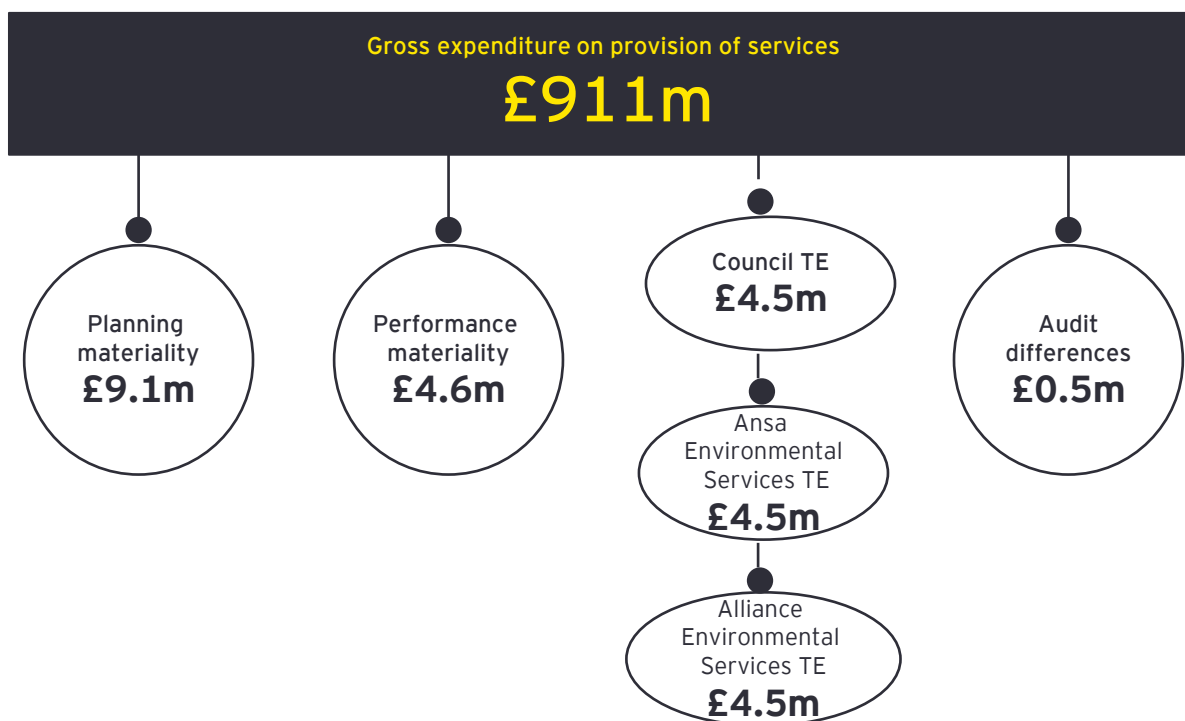 Gross expenditure on provision of services
£911m
Planning
materiality
£9.1m
Performance
materiality
£4.6m
Council TE
£4.5m
Ansa
Environmental
Services TE
£4.5m
Alliance
Environmental
Services TE
£4.5m
Audit
differences
£0.5m